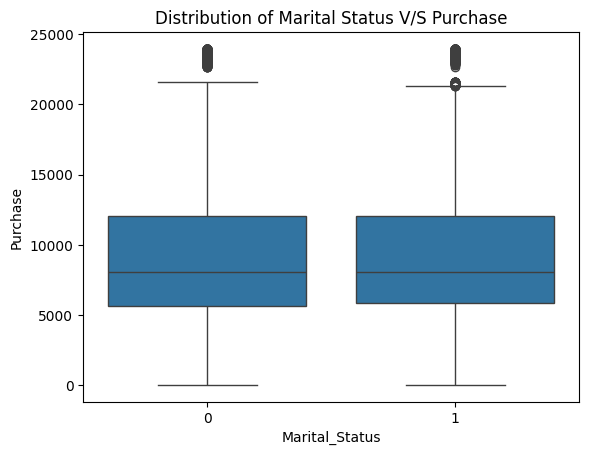 Distribution of Marital Status V/S Purchase
25000
20000
15000
10000
5000
0
Purchase
0 1
Marital_Status